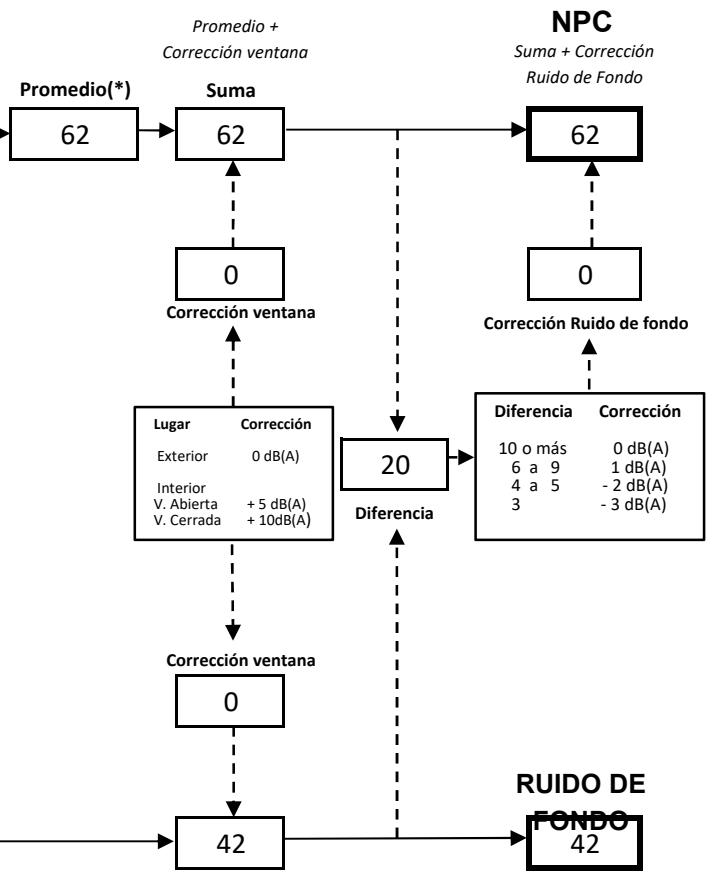 Promedio +
Corrección ventana
NPC
Suma + Corrección
Ruido de Fondo
Promedio(*)
Suma
62
62
62
0
0
Corrección ventana
Corrección Ruido de fondo
Lugar Corrección
Exterior 0 dB(A)
Interior
V. Abierta + 5 dB(A)
V. Cerrada + 10dB(A)
20
Diferencia
Diferencia Corrección
10 o más 0 dB(A)
6 a 9 1 dB(A)
4 a 5 - 2 dB(A)
3 - 3 dB(A)
Corrección ventana
0
RUIDO DE
FONDO
42
42